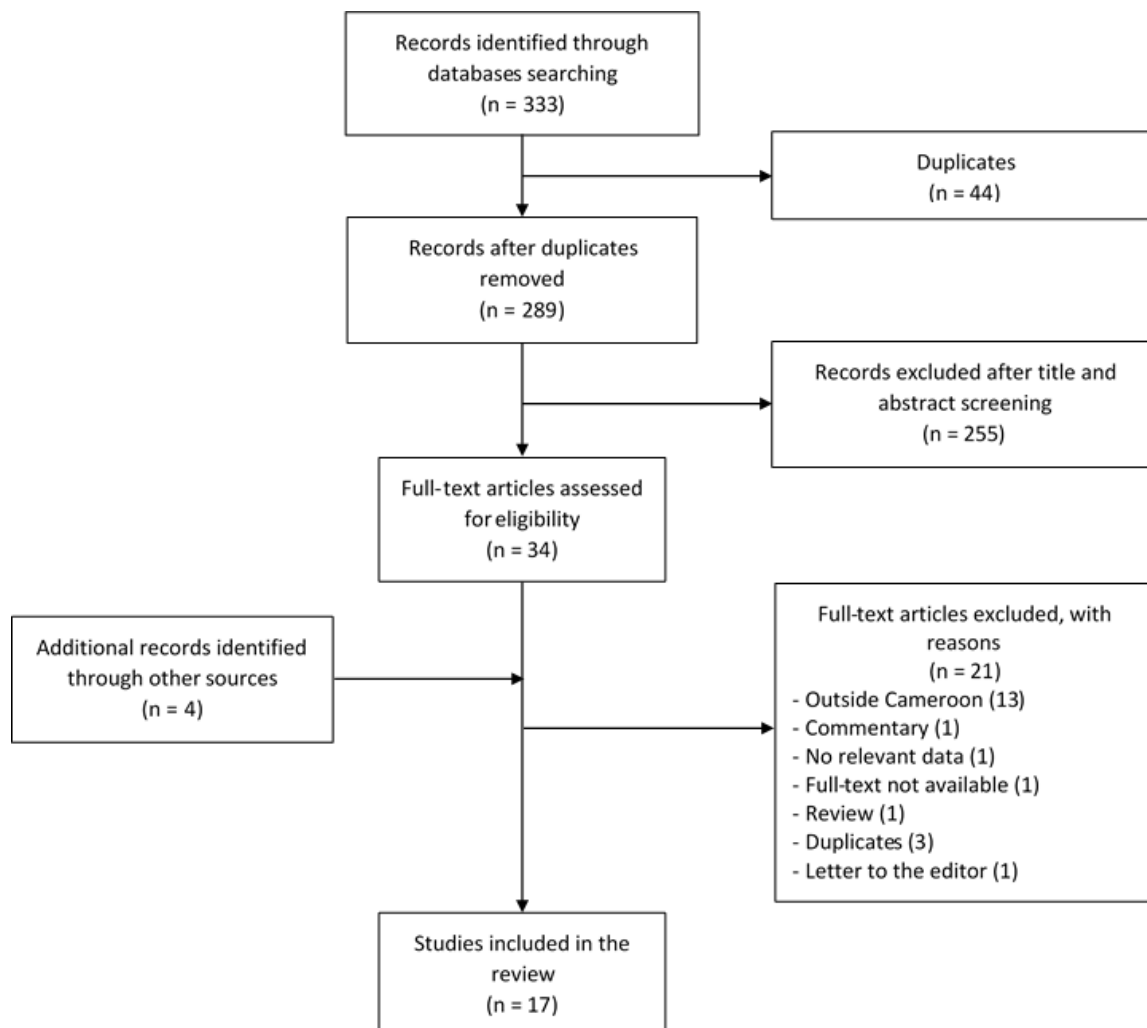 Records identified through
databases searching
(n = 333)
Duplicates
(n = 44)
Records after duplicates
removed
(n = 289)
Records excluded after title and
abstract screening
(n = 255)
Full-text articles assessed
for eligibility
(n = 34)
Additional records identified
through other sources
(n = 4)
Full-text articles excluded, with
reasons
(n = 21)
- Outside Cameroon (13)
- Commentary (1)
- No relevant data (1)
- Full-text not available (1)
- Review (1)
- Duplicates (3)
- Letter to the editor (1)
Studies included in the
review
(n = 17)